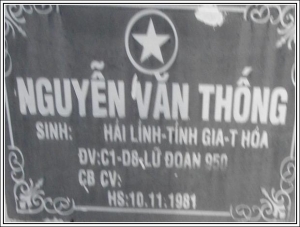 NGUYỄN VĂN THỐNG
SINH: HẢI LĨNH-TỈNH GIA-T HÓA
ĐV:C1-D8 LỮ ĐOÀN 950
CB CV:
HS:10.11.1981